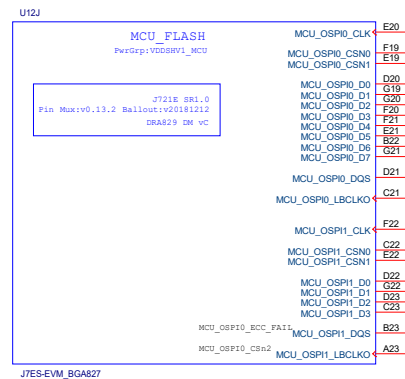 U12J
MCU_FLASH
PwrGrp:VDDSHV1_MCU
J721E SR1.0
Pin Mux:v0.13.2 Ballout:v20181212
DRA829 DM vC
MCU_OSPI0_CLK E20
MCU_OSPI0_CSN0 F19
MCU_OSPI0_CSN1 E19
MCU_OSPI0_D0 D20
MCU_OSPI0_D1 G19
MCU_OSPI0_D2 G20
MCU_OSPI0_D3 F20
MCU_OSPI0_D4 F21
MCU_OSPI0_D5 E21
MCU_OSPI0_D6 B22
MCU_OSPI0_D7 G21
MCU_OSPI0_DQS D21
MCU_OSPI0_LBCLKO C21
MCU_OSPI1_CLK F22
MCU_OSPI1_CSN0 C22
MCU_OSPI1_CSN1 E22
MCU_OSPI1_D0 D22
MCU_OSPI1_D1 G22
MCU_OSPI1_D2 D23
MCU_OSPI1_D3 C23
MCU_OSPI0_ECC_FAIL MCU_OSPI1_DQS B23
MCU_OSPI0_CSn2 MCU_OSPI1_LBCLKO A23
J7ES-EVM_BGA827